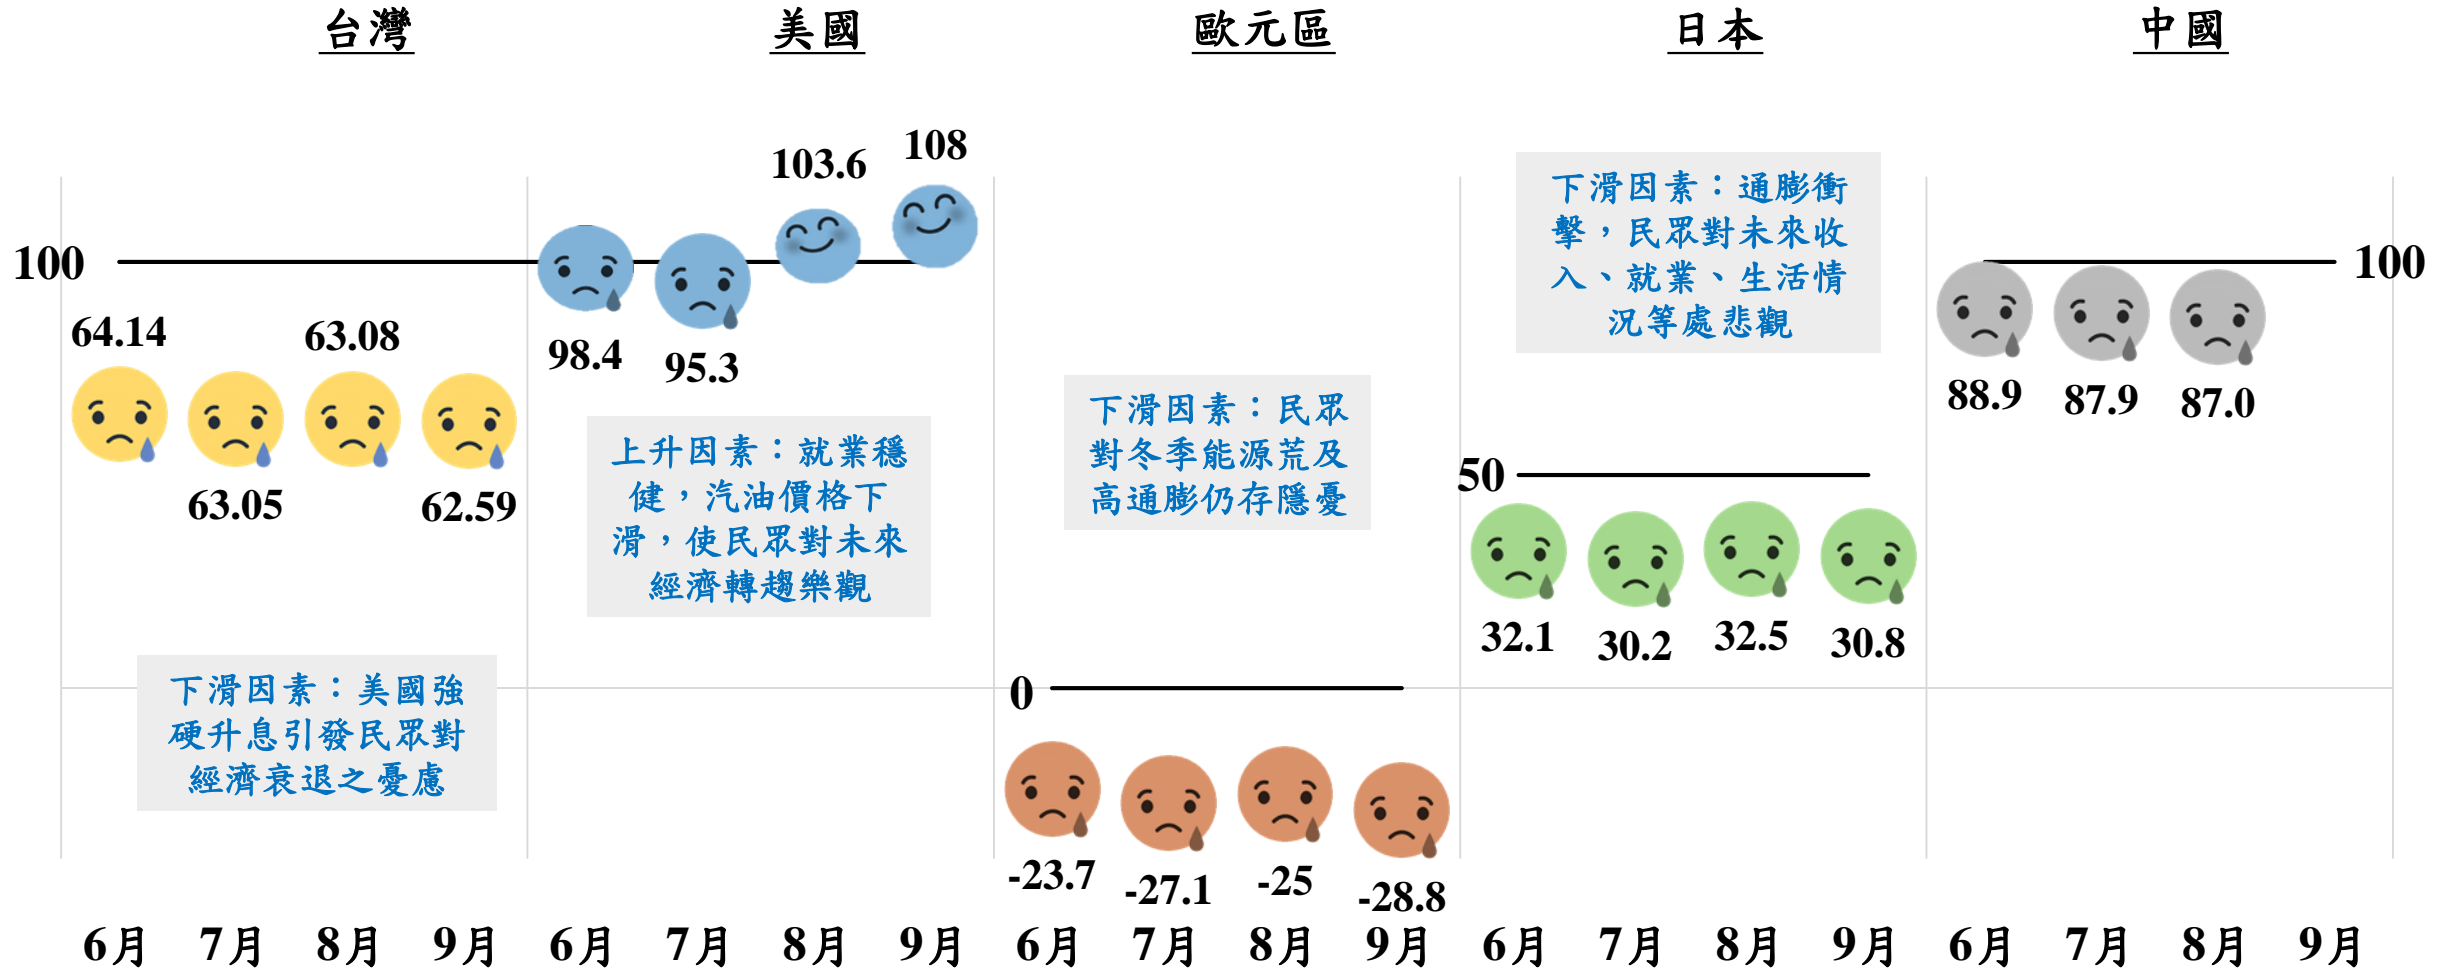 台灣
美國
歐元區
日本
中國
100
64.14
63.05
63.08
62.59
下滑因素：美國強
硬升息引發民眾對
經濟衰退之憂慮
98.4
95.3
103.6
108
上升因素：就業穩
健，汽油價格下
滑，使民眾對未來
經濟轉趨樂觀
下滑因素：民眾
對冬季能源荒及
高通膨仍存隱憂
0
-23.7
-27.1
-25
-28.8
下滑因素：通膨衝
擊，民眾對未來收
入、就業、生活情
況等處悲觀
50
32.1
30.2
32.5
30.8
100
88.9
87.9
87.0
6月 7月 8月 9月 6月 7月 8月 9月 6月 7月 8月 9月 6月 7月 8月 9月 6月 7月 8月 9月